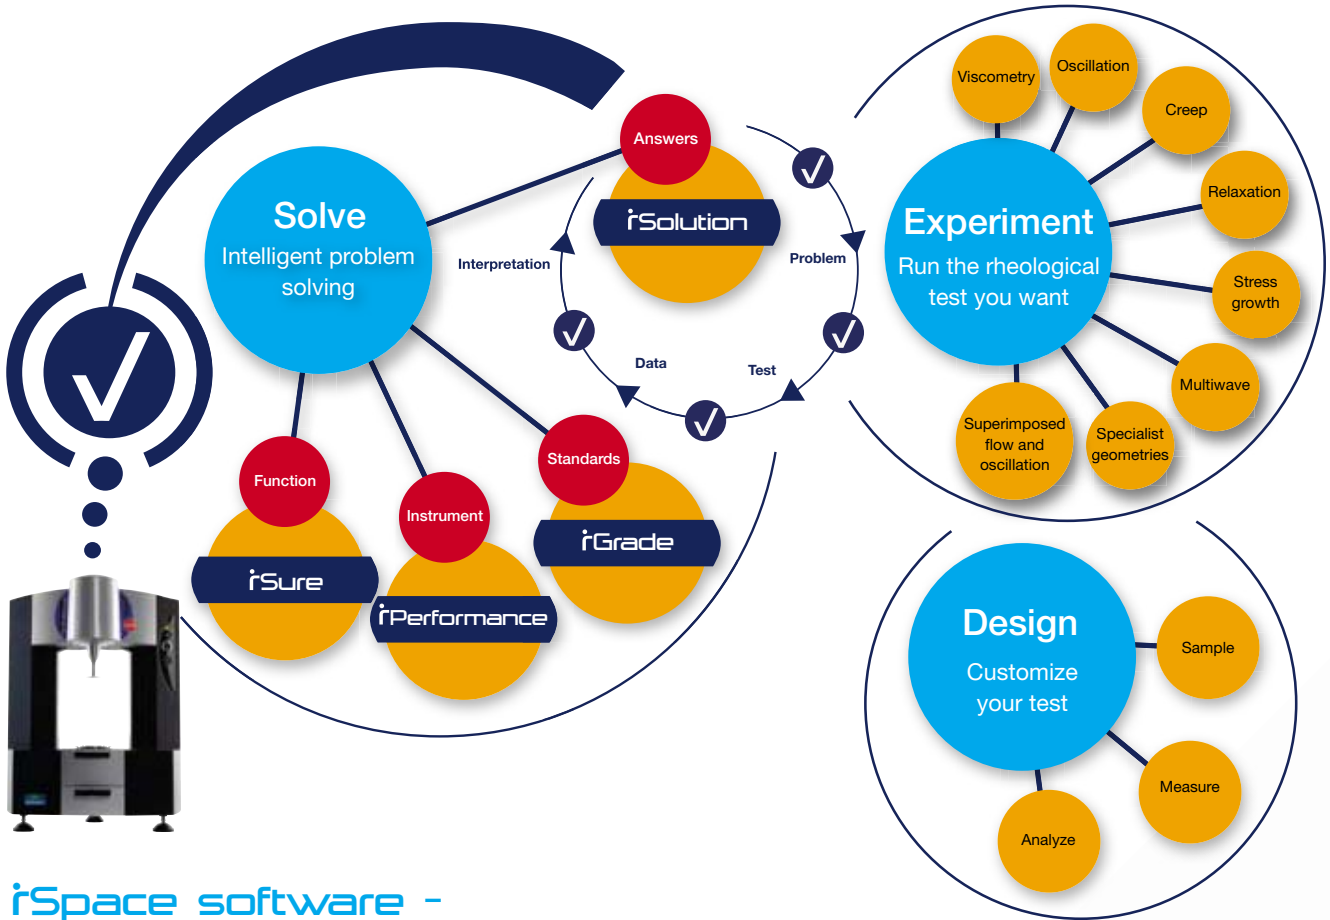 Solve
Intelligent problem
solving
Answers
rSolution
Interpretation
Problem
Data
Test
Function
rSure
Instrument
rPerformance
Standards
rGrade
Experiment
Run the rheological
test you want
Viscometry
Oscillation
Creep
Relaxation
Stress
growth
Multiwave
Specialist
geometries
Superimposed
flow and
oscillation
Design
Customize
your test
Sample
Measure
Analyze
rSpace software -